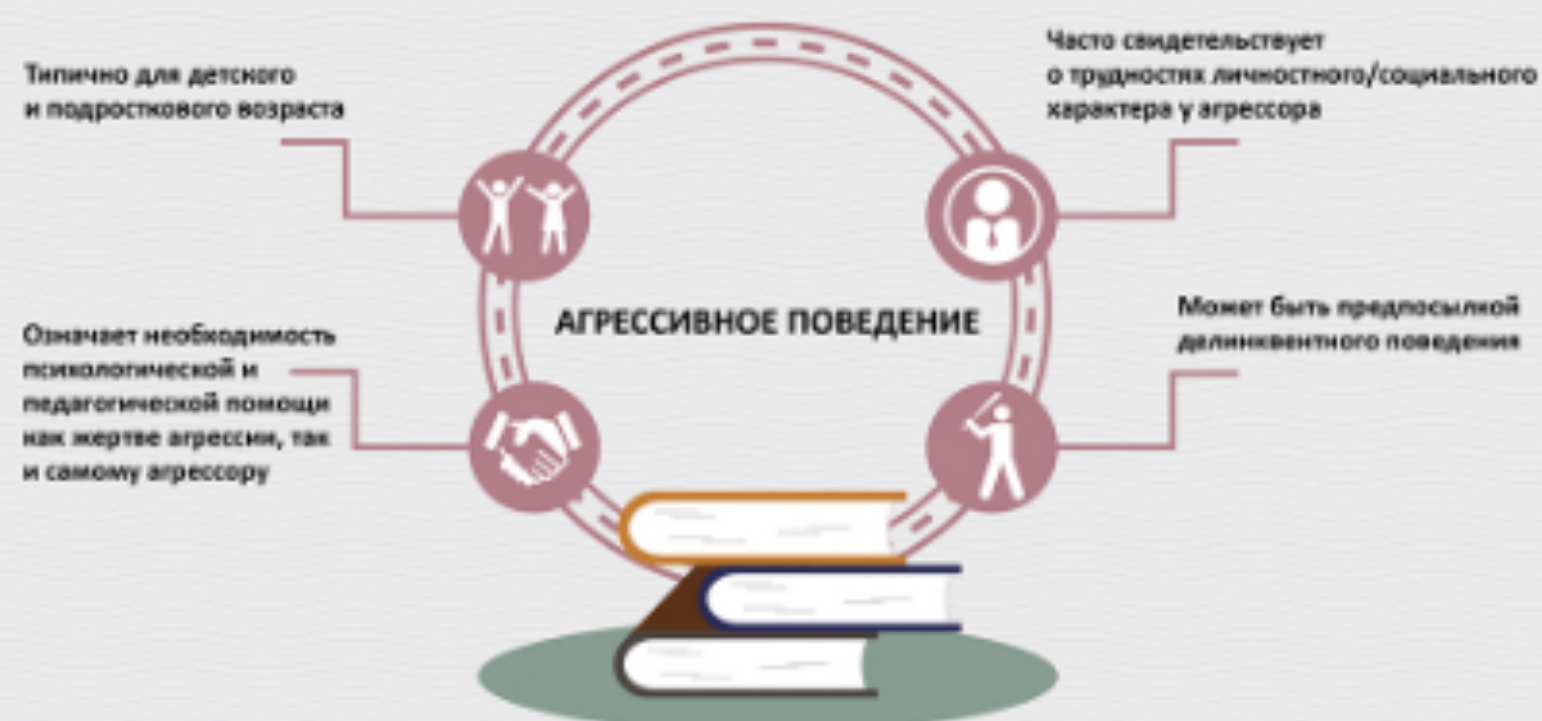 Типично для детского
и подросткового возраста
Часто свидетельствует
о трудностях личностного/социального
характера у агрессора
АГРЕССИВНОЕ ПОВЕДЕНИЕ
Означает необходимость
психологической и
педагогической помощи
как жертве агрессии, так
и самому агрессору
Может быть предпосылкой
делинквентного поведения